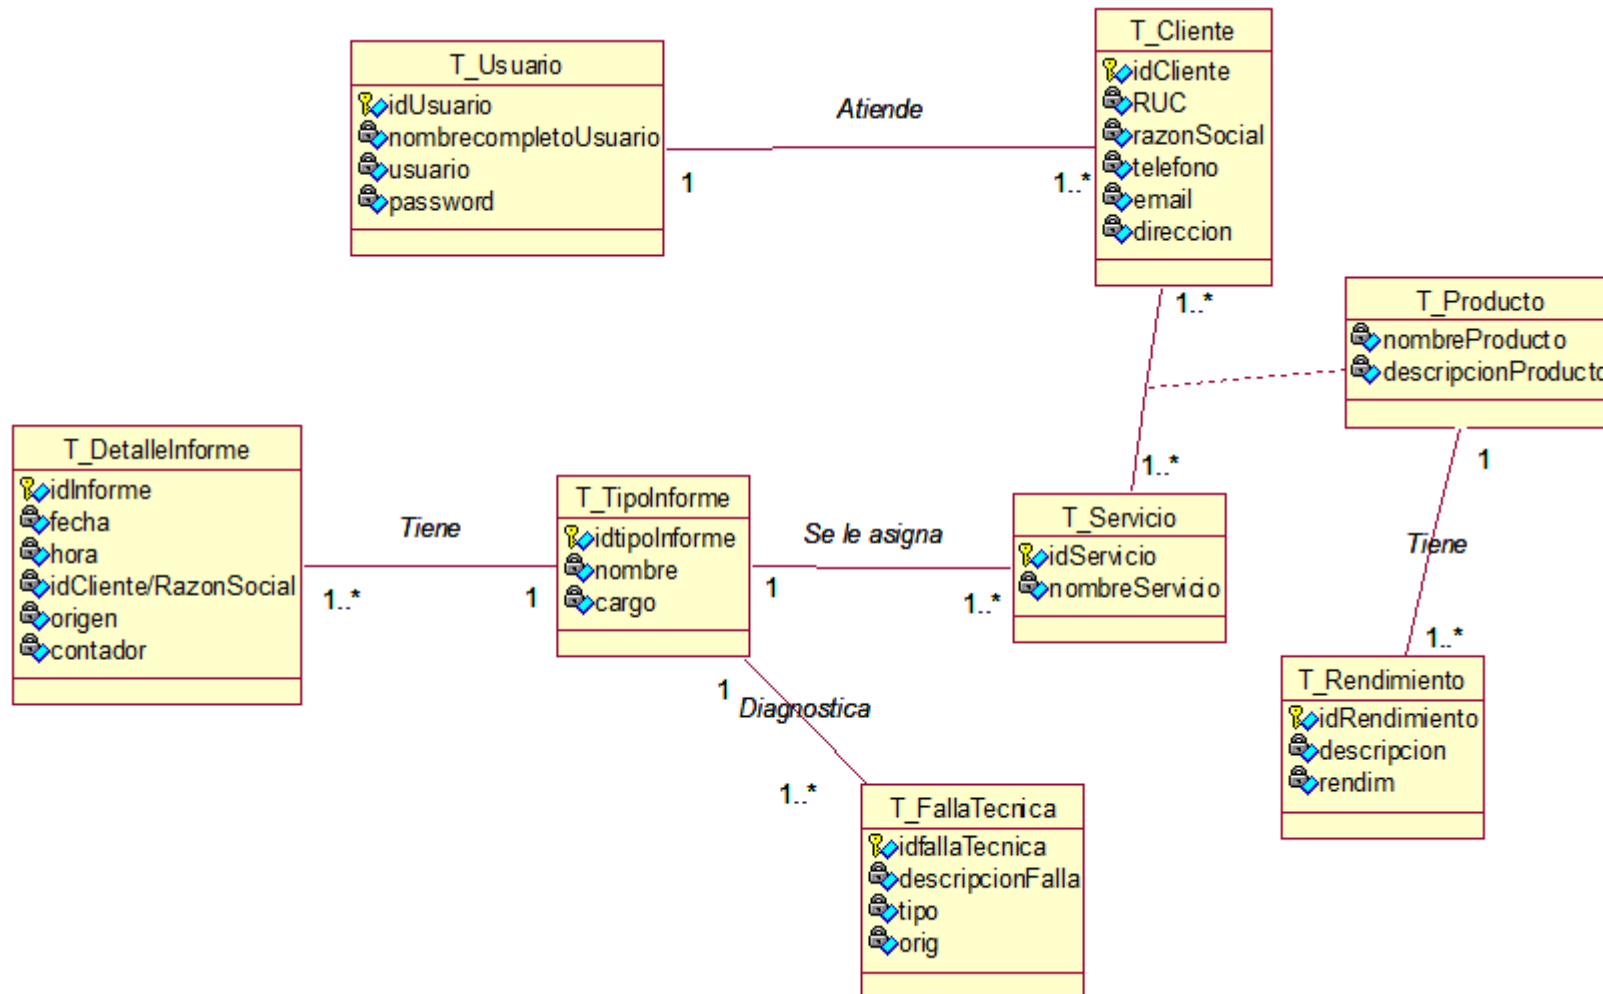 T_Usuario
idUsuario
nombrecompletoUsuario
usuario
password
Atiende
1
1..*
T_Cliente
idCliente
RUC
razonSocial
telefono
email
direccion
1..*
T_Producto
nombreProducto
descripcionProducto
1
Tiene
1..*
T_Rendimiento
idRendimiento
descripcion
rendim
T_DetalleInforme
idInforme
fecha
hora
idCliente/RazonSocial
origen
contador
Tiene
1..*
1
T_TipoInforme
idtipoInforme
nombre
cargo
Se le asigna
1
1..*
1..*
T_Servicio
idServicio
nombreServicio
1
Diagnostica
1..*
T_FallaTecnica
idfallaTecnica
descripcionFalla
tipo
orig